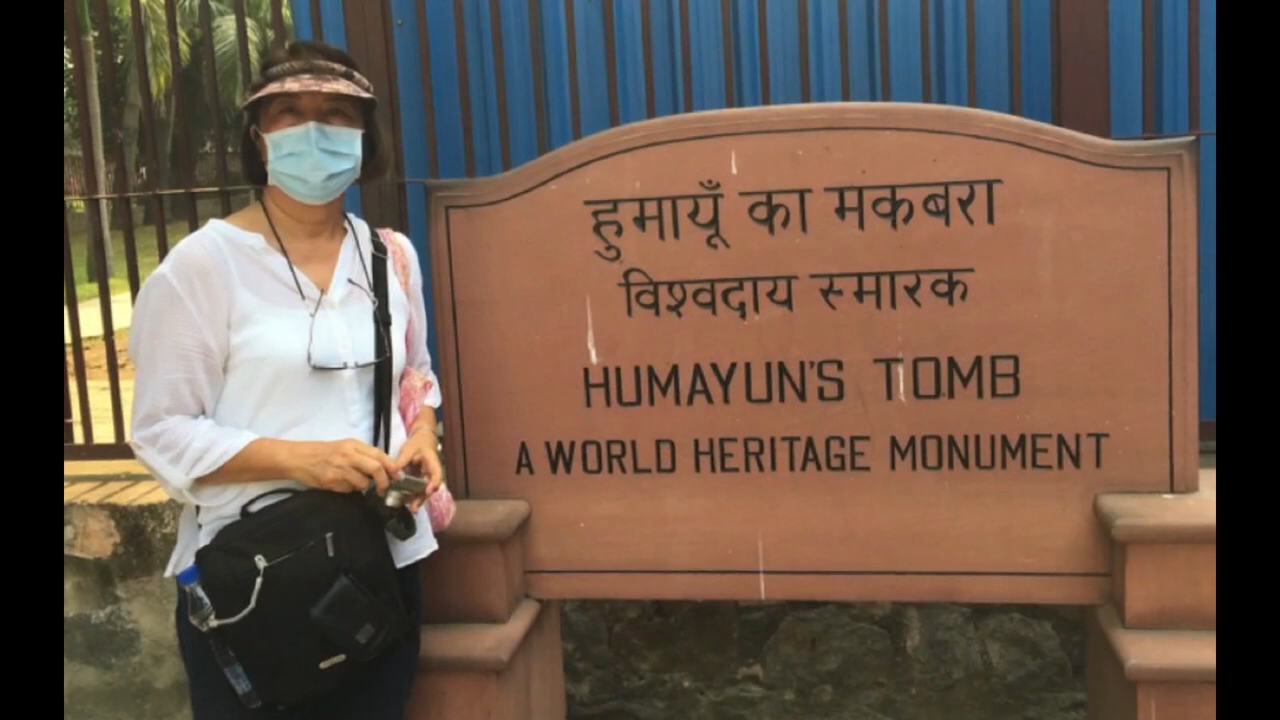 हुमायूँ का मकबरा
विश्वदाय स्मारक
HUMAYUN'S TOMB
A WORLD HERITAGE MONUMENT